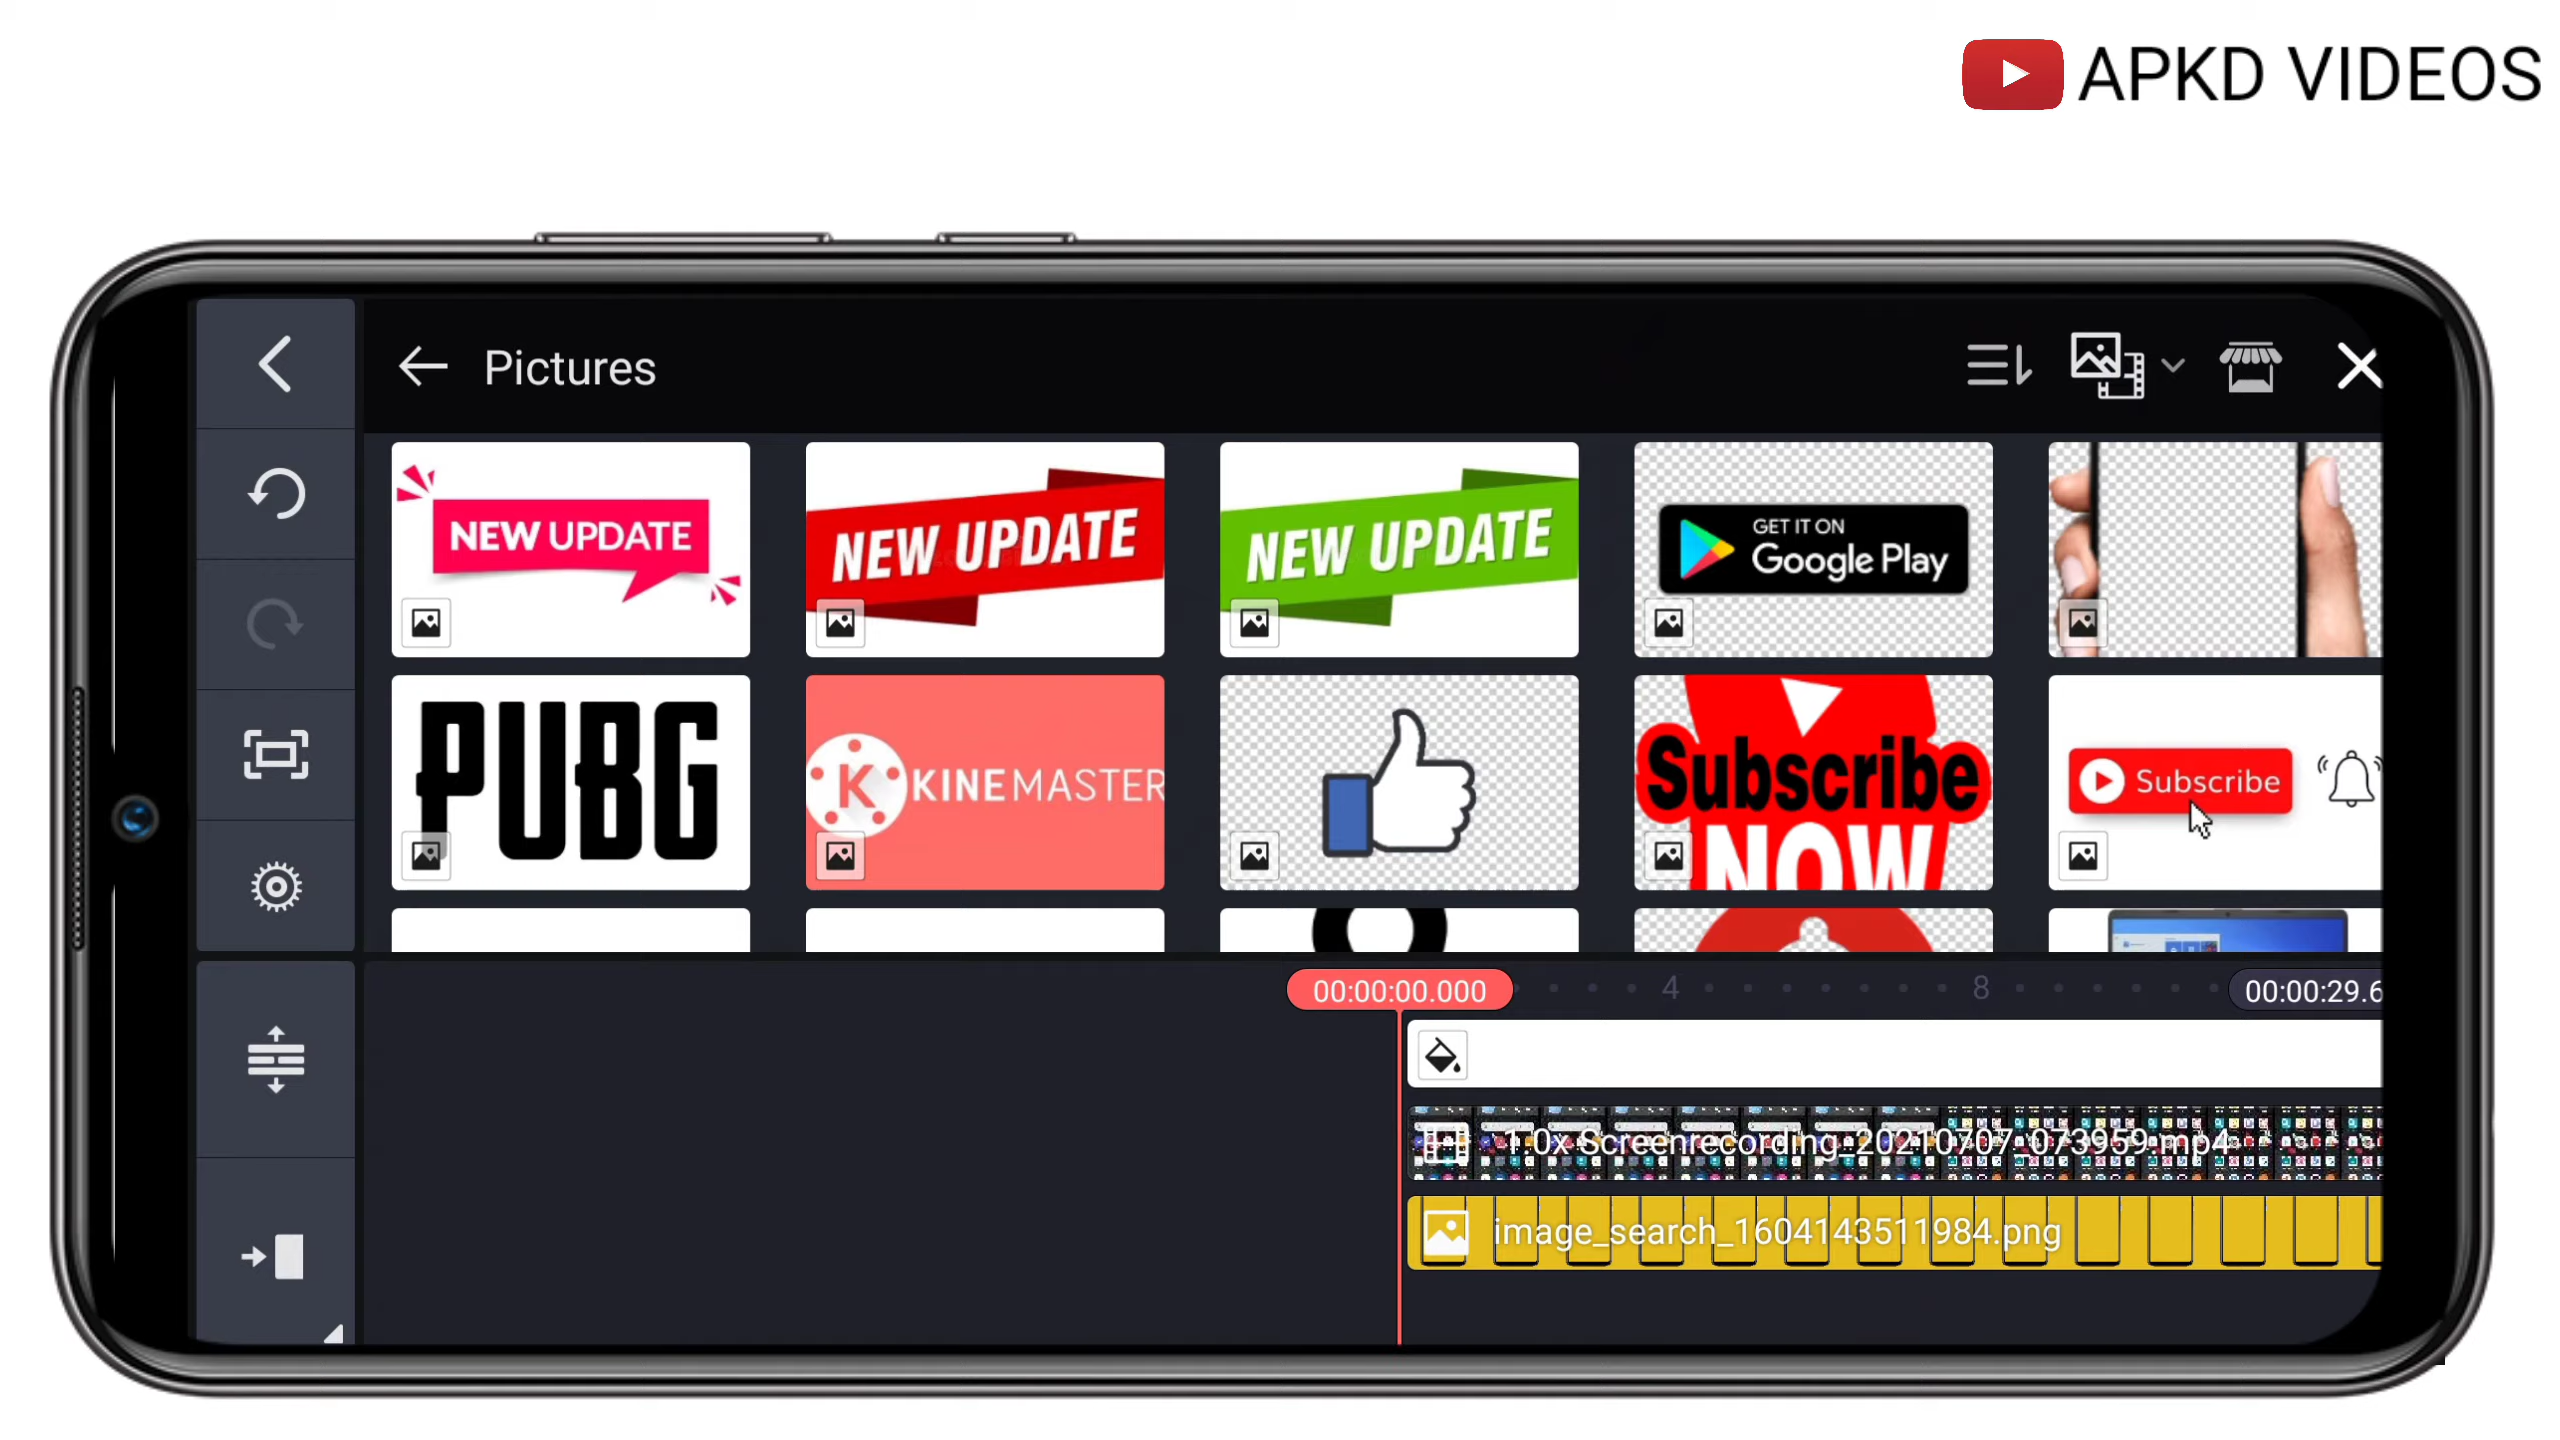 APKD VIDEOS
Pictures
NEW UPDATE
NEW UPDATE
NEW UPDATE
GET IT ON
Google Play
PUBG
K KINEMASTER
Subscribe
NOW
Subscribe
00:00:00.000
4
8
00:00:29.6
1.0x Screenrecording_20210707_073959.mp4
image_search_1604143511984.png